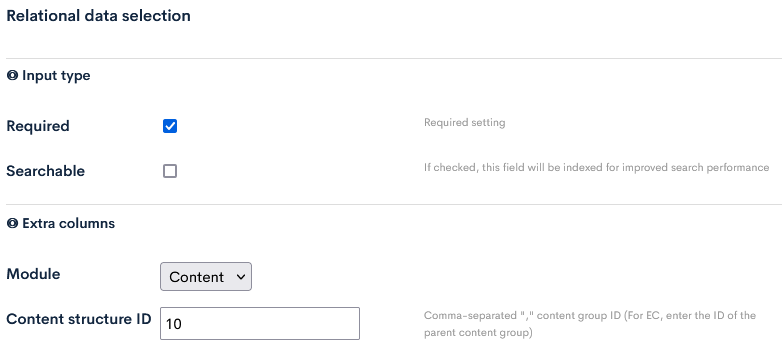 Relational data selection
Input type
Required
Required setting
Searchable
If checked, this field will be indexed for improved search performance
Extra columns
Module
Content
Content structure ID
10
Comma-separated "," content group ID (For EC, enter the ID of the
parent content group)